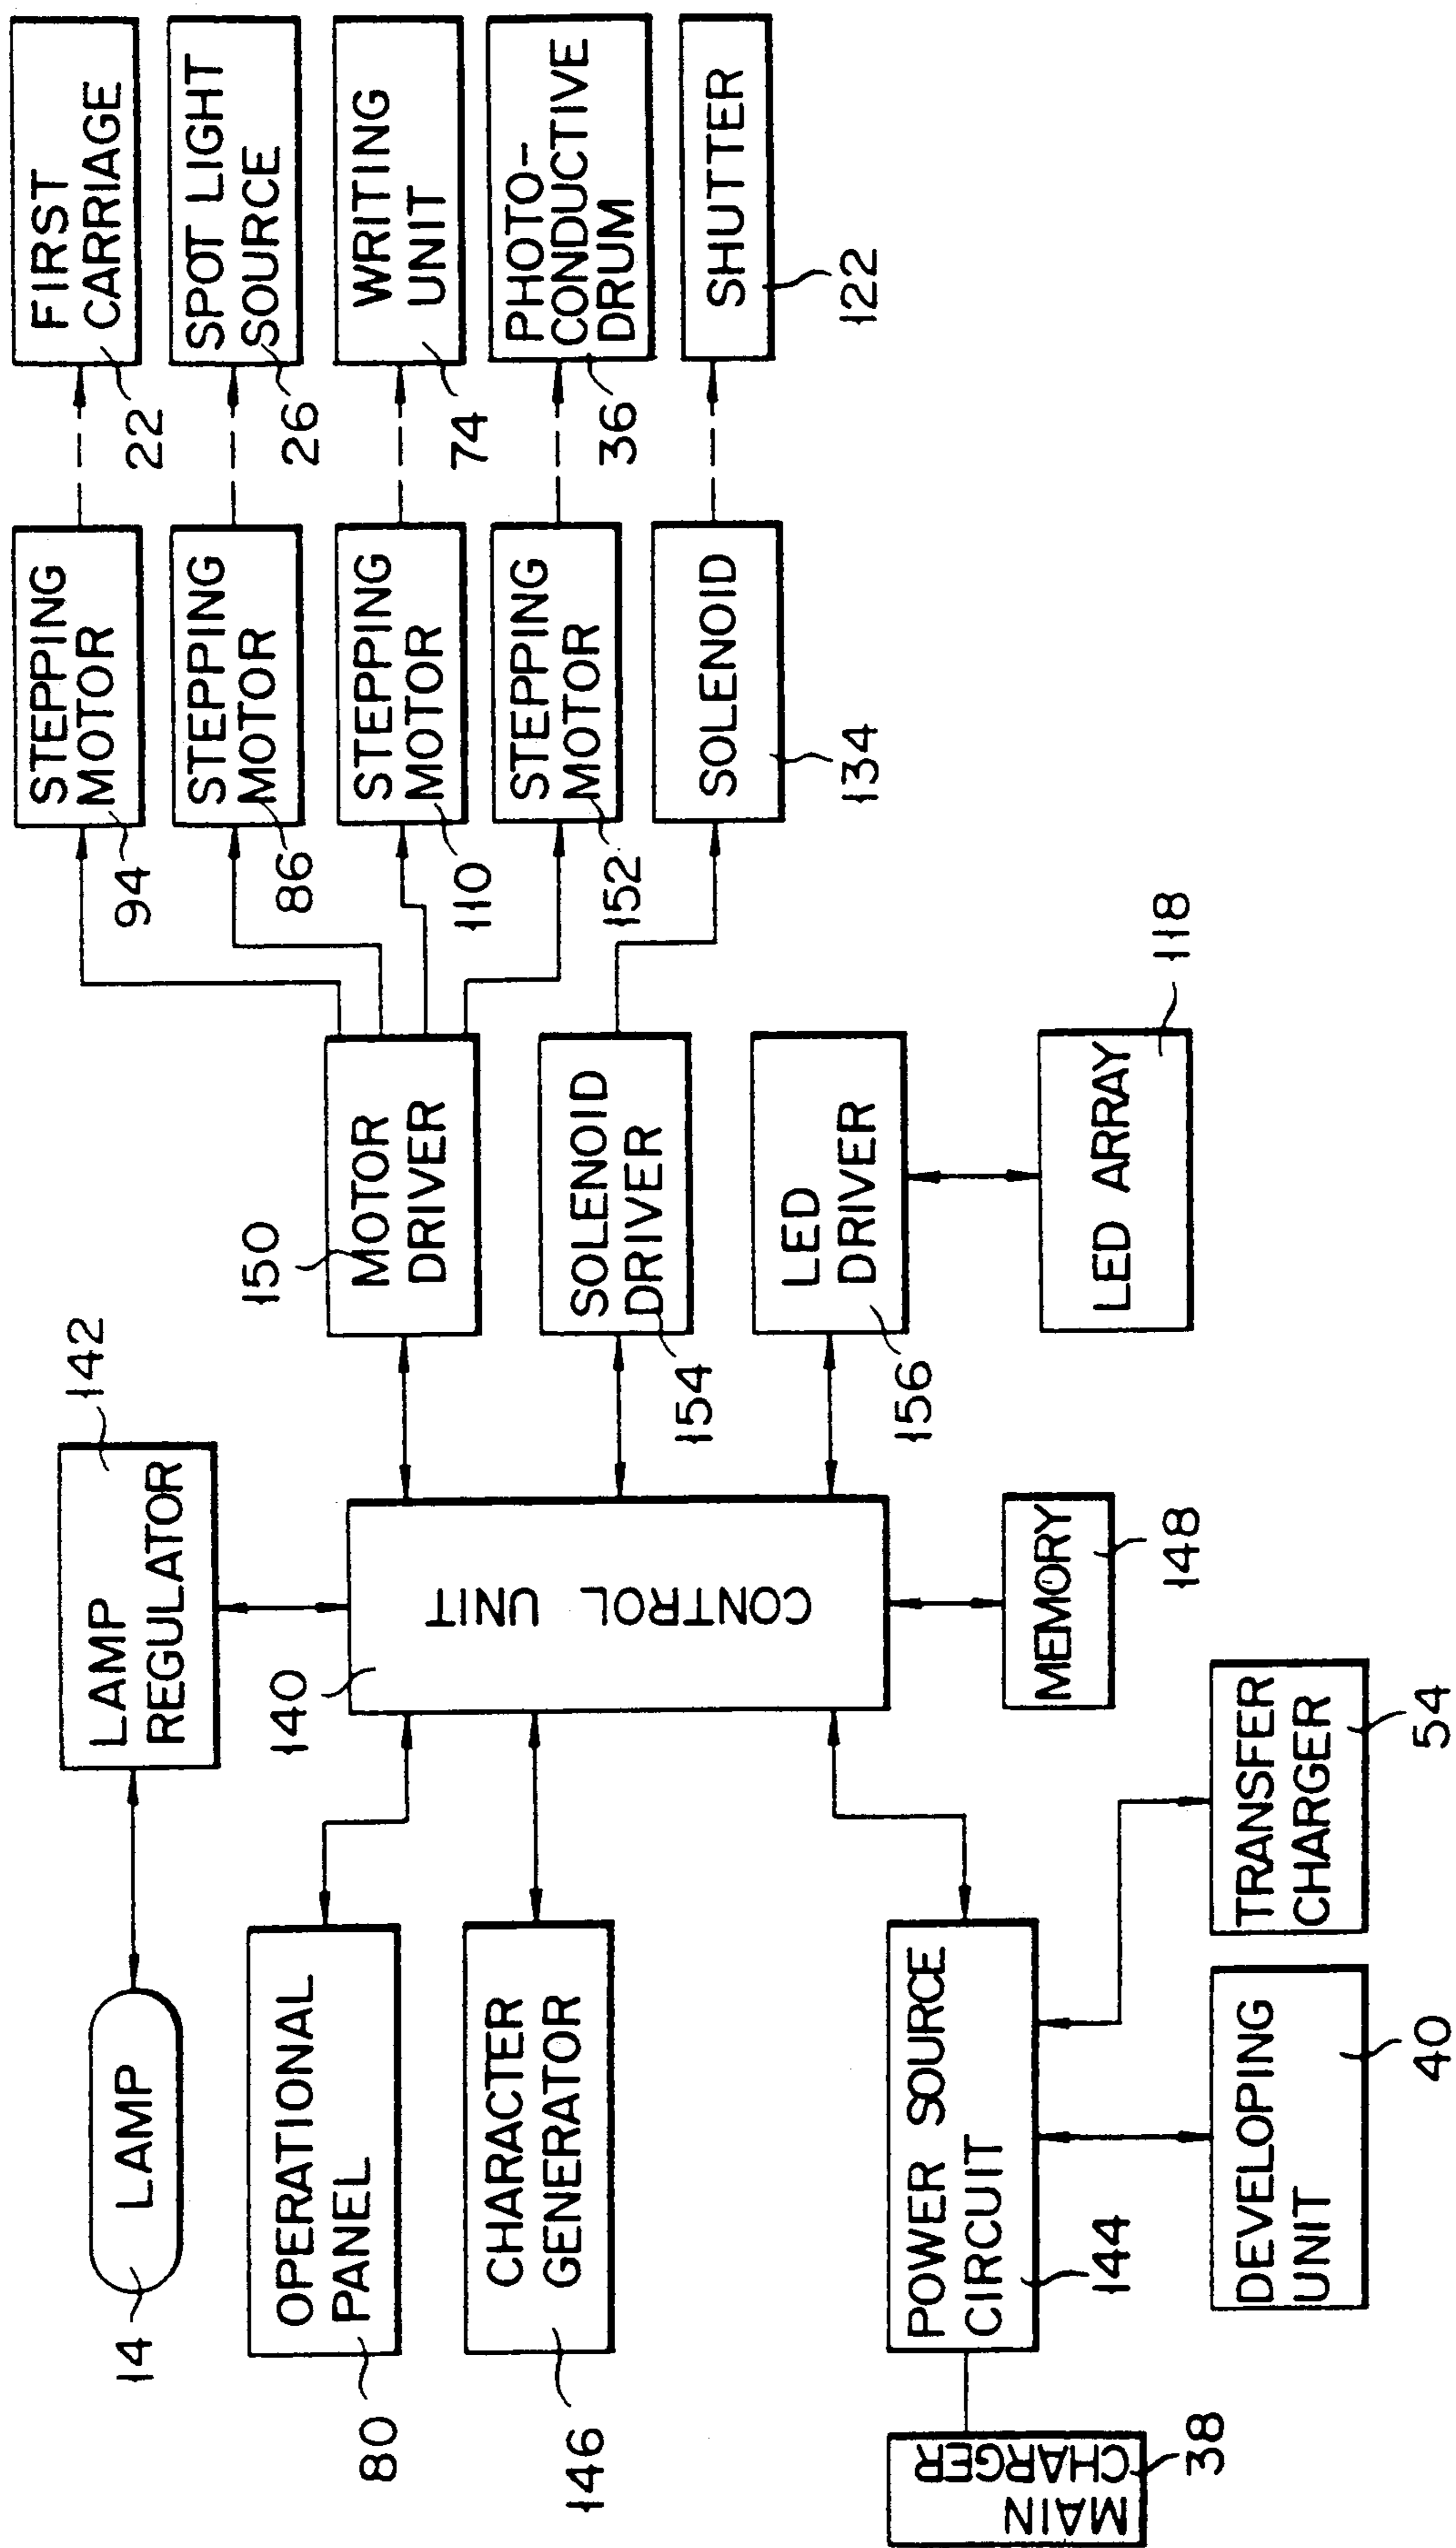 14
LAMP
LAMP
REGULATOR
142
80
OPERATIONAL
PANEL
146
CHARACTER
GENERATOR
140
CONTROL UNIT
150
MOTOR
DRIVER
154
SOLENOID
DRIVER
156
LED
DRIVER
LED ARRAY
118
MEMORY
148
POWER SOURCE
CIRCUIT
144
MAIN
CHARGER
38
DEVELOPING
UNIT
40
TRANSFER
CHARGER
54
STEPPING
MOTOR
94
STEPPING
MOTOR
86
STEPPING
MOTOR
110
STEPPING
MOTOR
152
SOLENOID
134
FIRST
CARRIAGE
22
SPOT LIGHT
SOURCE
26
WRITING
UNIT
74
PHOTO-
CONDUCTIVE
DRUM
36
SHUTTER
122